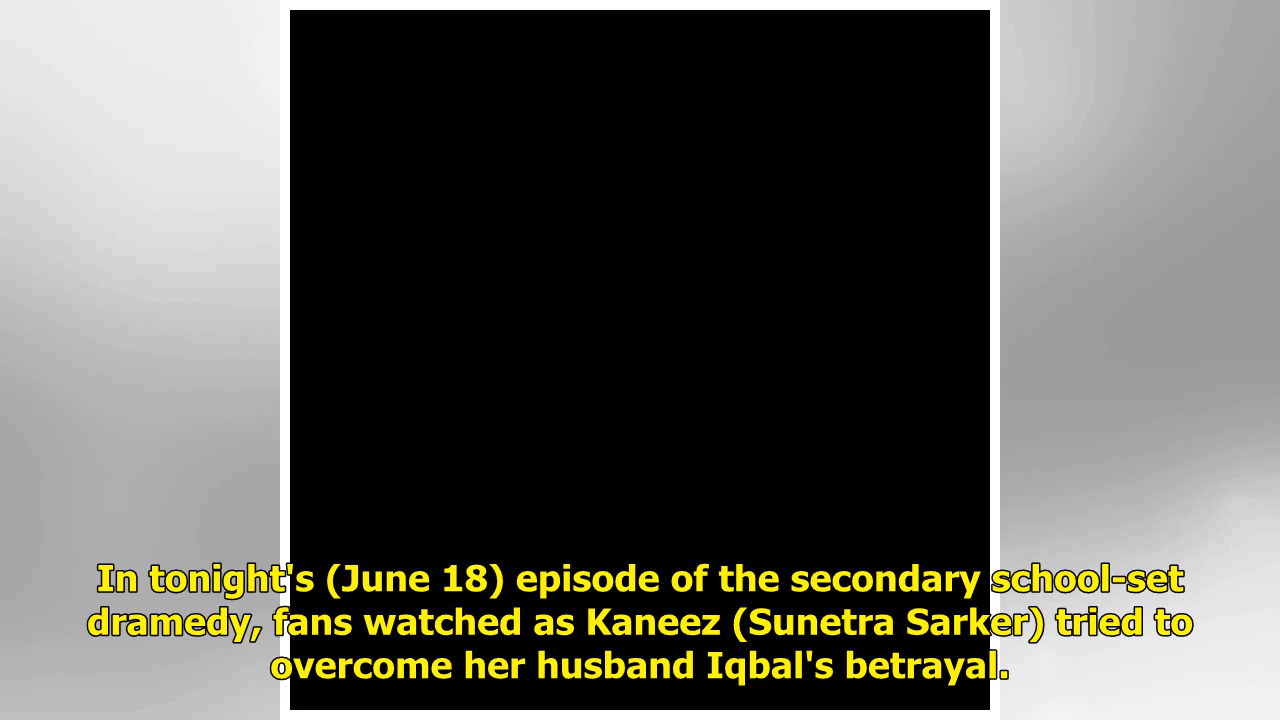 In tonight's (June 18) episode of the secondary school-set
dramedy, fans watched as Kaneez (Sunetra Sarker) tried to
overcome her husband Iqbal's betrayal.